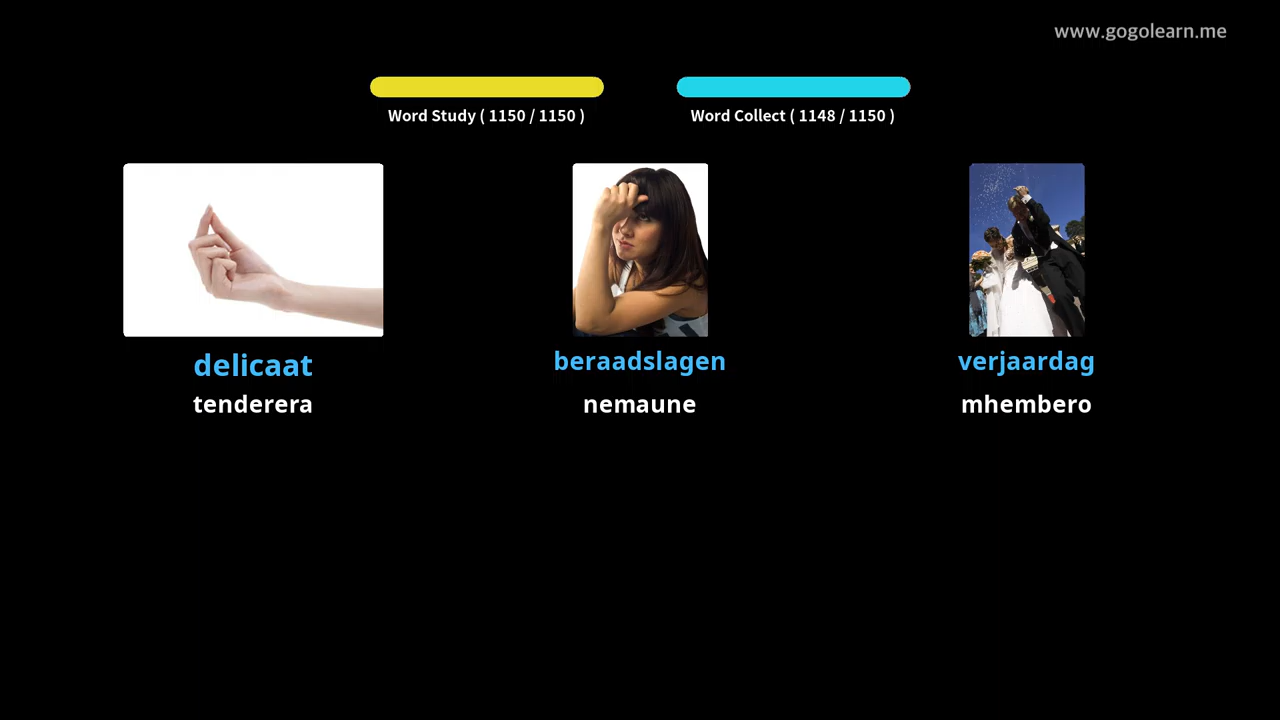 www.gogolearn.me
Word Study ( 1150 / 1150 )
Word Collect ( 1148 / 1150 )
delicaat
tenderera
beraadslagen
nemaune
verjaardag
mhembero